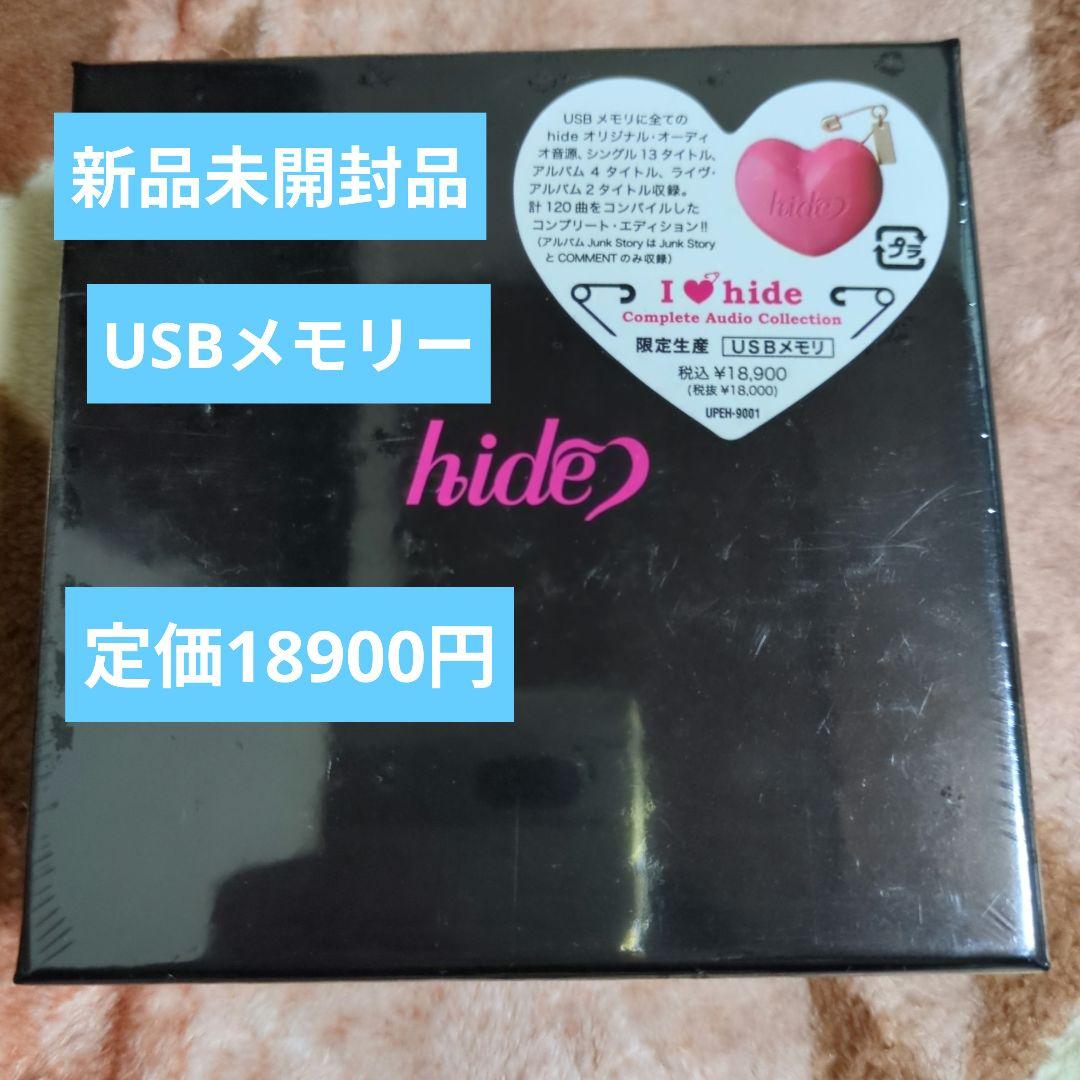 新品未開封品
USBメモリー
定価18900円
USBメモリに全ての
hideオリジナル・オーディ
オ音源、シングル13タイトル、
アルバム 4 タイトル、ライヴ・
アルバム2タイトル収録。
計120曲をコンパイルした
コンプリート・エディション!!
(アルバム Junk Story は Junk Story
と COMMENT のみ収録)
hide
プラ
I ♥ hide
Complete Audio Collection
限定生産 USBメモリ
税込 ¥18,900
(税抜 ¥18,000)
UPEH-9001
hide